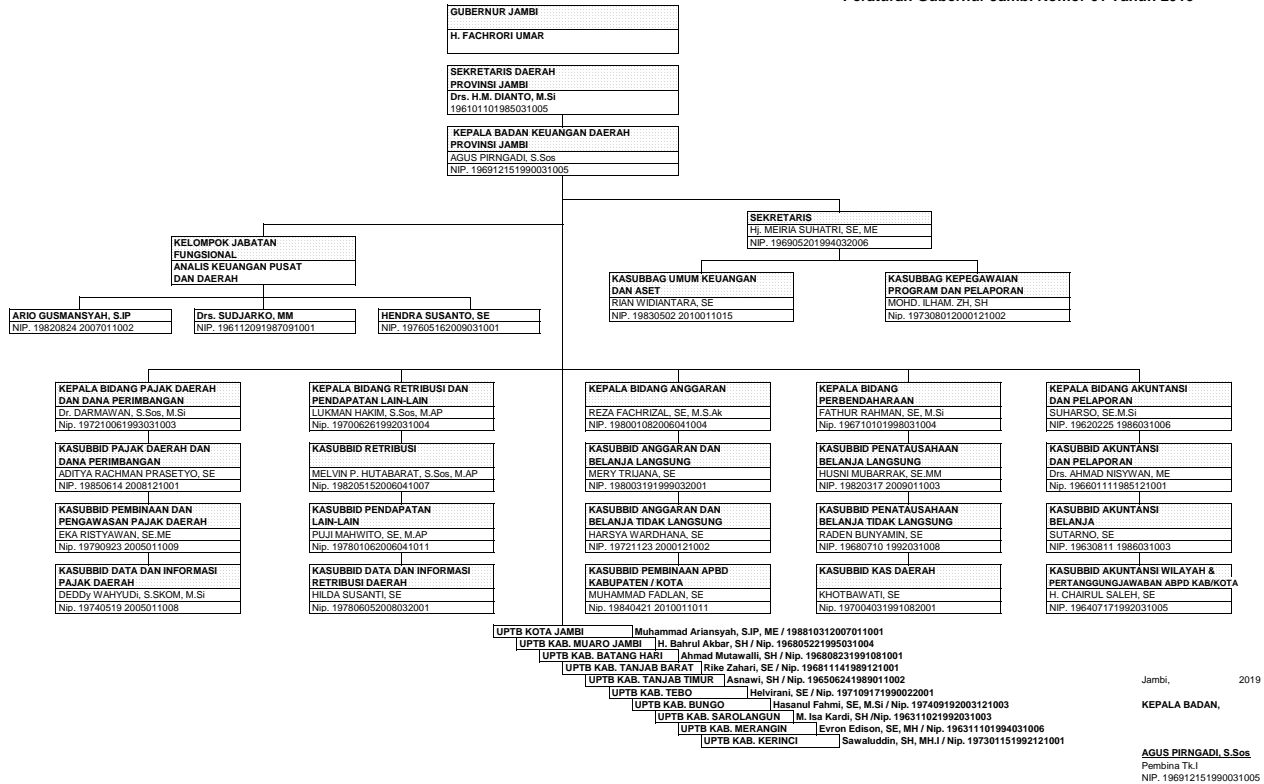 GUBERNUR JAMBI
H. FACHRORI UMAR
SEKRETARIS DAERAH
PROVINSI JAMBI
Drs. H.M. DIANTO, M.Si
196101101985031005
KEPALA BADAN KEUANGAN DAERAH
PROVINSI JAMBI
AGUS PIRNGADI, S.Sos
NIP. 196912151990031005
SEKRETARIS
Hj. MEIRIA SUHATRI, SE, ME
NIP. 196905201994032006
KELOMPOK JABATAN
FUNGSIONAL
ANALIS KEUANGAN PUSAT
DAN DAERAH
KASUBBAG UMUM KEUANGAN
DAN ASET
RIAN WIDIANTARA, SE
NIP. 19830502 2010011015
KASUBBAG KEPEGAWAIAN
PROGRAM DAN PELAPORAN
MOHD. ILHAM. ZH, SH
Nip. 197308012000121002
ARIO GUSMANSYAH, S.IP
NIP. 19820824 2007011002
Drs. SUDJARKO, MM
NIP. 196112091987091001
HENDRA SUSANTO, SE
NIP. 197605162009031001
KEPALA BIDANG PAJAK DAERAH
DAN DANA PERIMBANGAN
Dr. DARMAWAN, S.Sos, M.Si
Nip. 197210061993031003
KEPALA BIDANG RETRIBUSI DAN
PENDAPATAN LAIN-LAIN
LUKMAN HAKIM, S.Sos, M.AP
Nip. 197006261992031004
KEPALA BIDANG ANGGARAN
REZA FACHRIZAL, SE, M.S.Ak
NIP. 198001082006041004
KEPALA BIDANG
PERBENDAHARAAN
FATHUR RAHMAN, SE, M.Si
Nip. 196710101998031004
KEPALA BIDANG AKUNTANSI
DAN PELAPORAN
SUHARSO, SE.M.Si
NIP. 19620225 1986031006
KASUBBID PAJAK DAERAH DAN
DANA PERIMBANGAN
ADITYA RACHMAN PRASETYO, SE
NIP. 19850614 2008121001
KASUBBID RETRIBUSI
MELVIN P. HUTABARAT, S.Sos, M.AP
Nip. 198205152006041007
KASUBBID ANGGARAN DAN
BELANJA LANGSUNG
MERY TRIJANA, SE
NIP. 198003191999032001
KASUBBID PENATAUSAHAAN
BELANJA LANGSUNG
HUSNI MUBARRAK, SE.MM
NIP. 19820317 2009011003
KASUBBID AKUNTANSI
DAN PELAPORAN
Drs. AHMAD NISYWAN, ME
Nip. 196601111985121001
KASUBBID PEMBINAAN DAN
PENGAWASAN PAJAK DAERAH
EKA RISTYAWAN, SE.ME
Nip. 19790923 2005011009
KASUBBID PENDAPATAN
LAIN-LAIN
PUJI MAHWITO, SE, M.AP
Nip. 197801062006041011
KASUBBID ANGGARAN DAN
BELANJA TIDAK LANGSUNG
HARSYA WARDHANA, SE
NIP. 19721123 2000121002
KASUBBID PENATAUSAHAAN
BELANJA TIDAK LANGSUNG
RADEN BUNYAMIN, SE
NIP. 19680710 1992031008
KASUBBID AKUNTANSI
BELANJA
SUTARNO, SE
NIP. 19630811 1986031003
KASUBBID DATA DAN INFORMASI
PAJAK DAERAH
DEDDy WAHYUDi, S.SKOM, M.Si
Nip. 19740519 2005011008
KASUBBID DATA DAN INFORMASI
RETRIBUSI DAERAH
HILDA SUSANTI, SE
NIP. 197806052008032001
KASUBBID PEMBINAAN APBD
KABUPATEN / KOTA
MUHAMMAD FADLAN, SE
NIP. 19840421 2010011011
KASUBBID KAS DAERAH
KHOTBAWATI, SE
NIP. 197004031991082001
KASUBBID AKUNTANSI WILAYAH &
PERTANGGUNGJAWABAN ABPD KAB/KOTA
H. CHAIRUL SALEH, SE
NIP. 196407171992031005
UPTB KOTA JAMBI Muhammad Ariansyah, S.IP, ME / 198810312007011001
UPTB KAB. MUARO JAMBI H. Bahrul Akbar, SH / Nip. 196805221995031004
UPTB KAB. BATANG HARI Ahmad Mutawalli, SH / Nip. 196808231991081001
UPTB KAB. TANJAB BARAT Rike Zahari, SE / Nip. 196811141989121001
UPTB KAB. TANJAB TIMUR Asnawi, SH / Nip. 196506241989011002
UPTB KAB. TEBO Helvirani, SE / Nip. 197109171990022001
UPTB KAB. BUNGO Hasanul Fahmi, SE, M.Si / Nip. 197409192003121003
UPTB KAB. SAROLANGUN M. Isa Kardi, SH /Nip. 196311021992031003
UPTB KAB. MERANGIN Evron Edison, SE, MH / Nip. 196311101994031006
UPTB KAB. KERINCI Sawaluddin, SH, MH.I / Nip. 197301151992121001
Jambi, 2019
KEPALA BADAN,
AGUS PIRNGADI, S.Sos
Pembina Tk.I
NIP. 196912151990031005